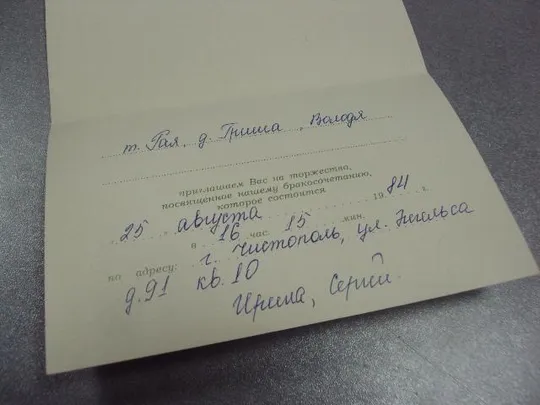 т. Рая, д. Гриша, Володя
приглашаем Вас на торжество,
посвященное нашему бракосочетанию,
которое состоится
" 25 " августа 1984 г.
в 16 час. 15 мин.
на адресу: г. Чистополь, ул. Энгельса
д. 91 кв. 10
Ирина, Сергей.